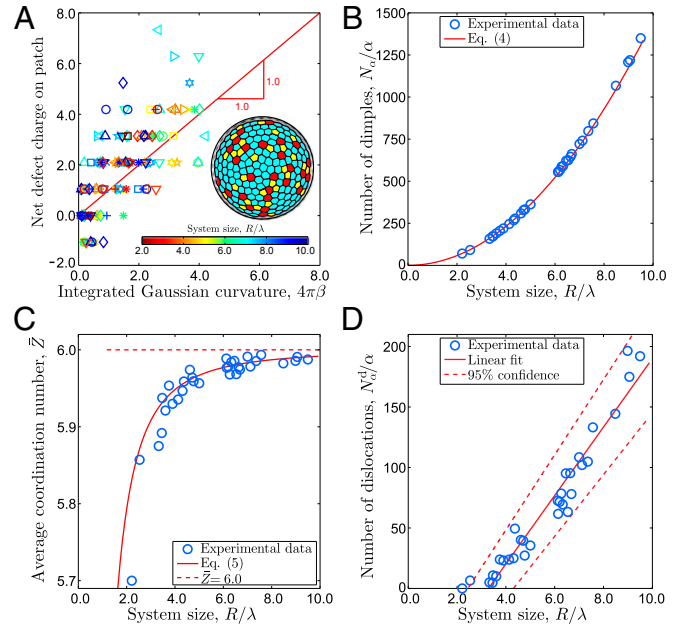 A
Net defect charge on patch
8.0
6.0
4.0
2.0
0.0
-2.0
1.0
1.0
System size, R/λ
2.0 4.0 6.0 8.0 10.0
0.0 2.0 4.0 6.0 8.0
Integrated Gaussian curvature, 4πβ
B
Number of dimples, Nα/α
1500
1250
1000
750
500
250
0
Experimental data
Eq. (4)
0.0 2.0 4.0 6.0 8.0 10.0
System size, R/λ
C
Average coordination number, Z̄
6.0
5.9
5.8
5.7
Experimental data
Eq. (5)
Z̄ = 6.0
0.0 2.0 4.0 6.0 8.0 10.0
System size, R/λ
D
Number of dislocations, Nᵈα/α
200
150
100
50
0
Experimental data
Linear fit
95% confidence
0.0 2.0 4.0 6.0 8.0 10.0
System size, R/λ